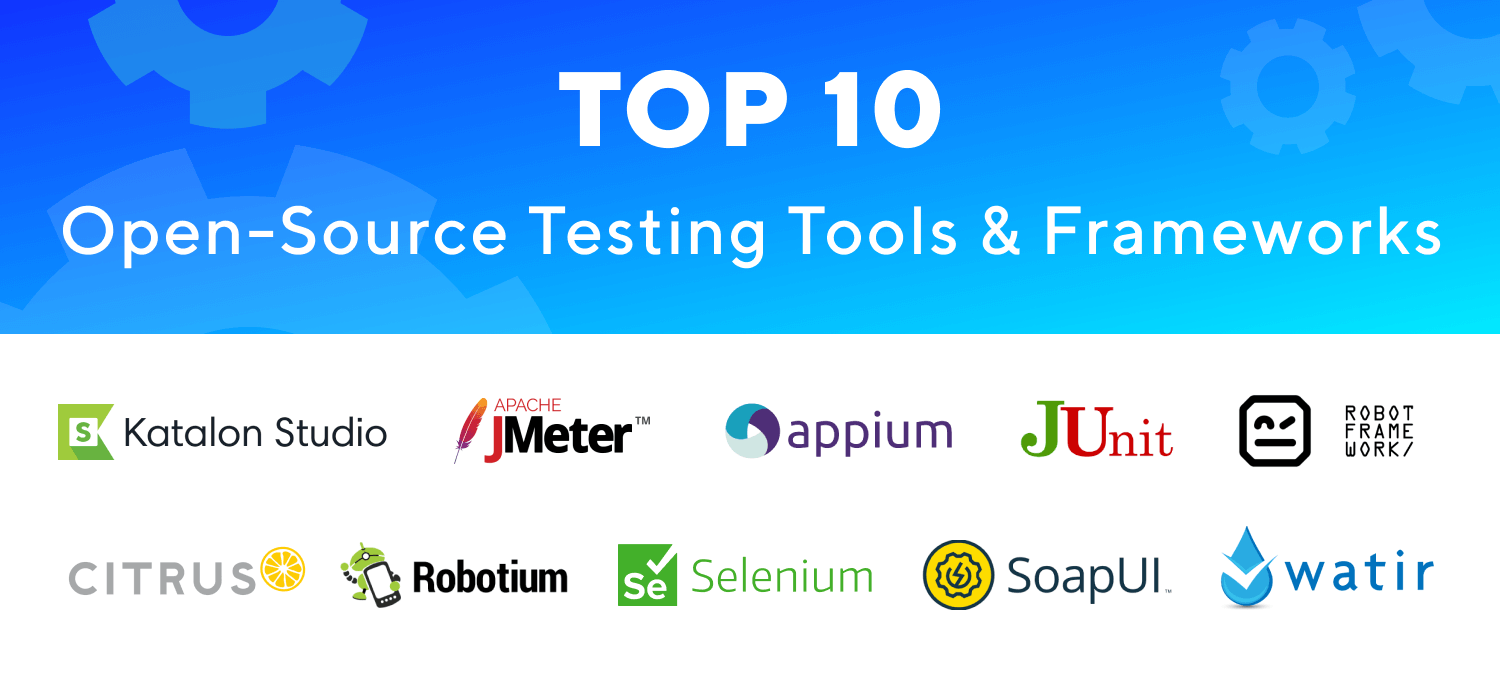 TOP 10
Open-Source Testing Tools & Frameworks
S Katalon Studio
APACHE
JMeter™
appium
JUnit
ROBOT
FRAME
WORK/
CITRUS
Robotium
Se Selenium
SoapUI™
watir